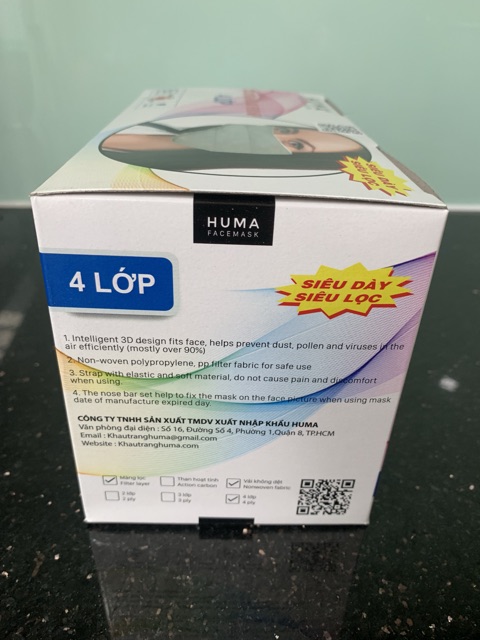 HUMA
FACEMASK
4 LỚP
SIÊU DÀY
SIÊU LỌC
1. Intelligent 3D design fits face, helps prevent dust, pollen and viruses in the
air efficiently (mostly over 90%)
2. Non-woven polypropylene, pp filter fabric for safe use
3. Strap with elastic and soft material, do not cause pain and discomfort
when using.
4. The nose bar set help to fix the mask on the face picture when using mask
date of manufacture expired day.
CÔNG TY TNHH SẢN XUẤT TMDV XUẤT NHẬP KHẨU HUMA
Văn phòng đại diện : Số 16, Đường Số 4, Phường 1,Quận 8, TP.HCM
Email : Khautranghuma@gmail.com
Website : Khautranghuma.com
Màng lọc
Filter layer
Than hoạt tính
Action carbon
Vải không dệt
Nonwoven fabric
2 lớp
2 ply
3 lớp
3 ply
4 lớp
4 ply